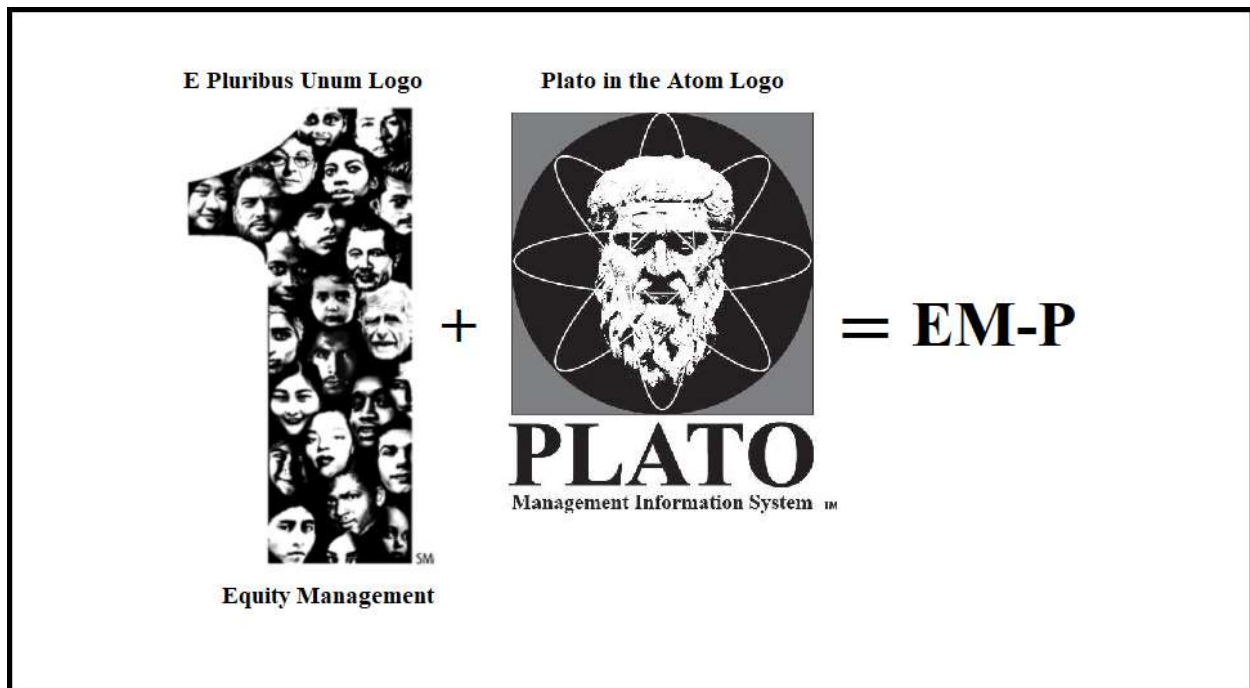 E Pluribus Unum Logo
Plato in the Atom Logo
+
= EM-P
PLATO
Management Information System TM
SM
Equity Management